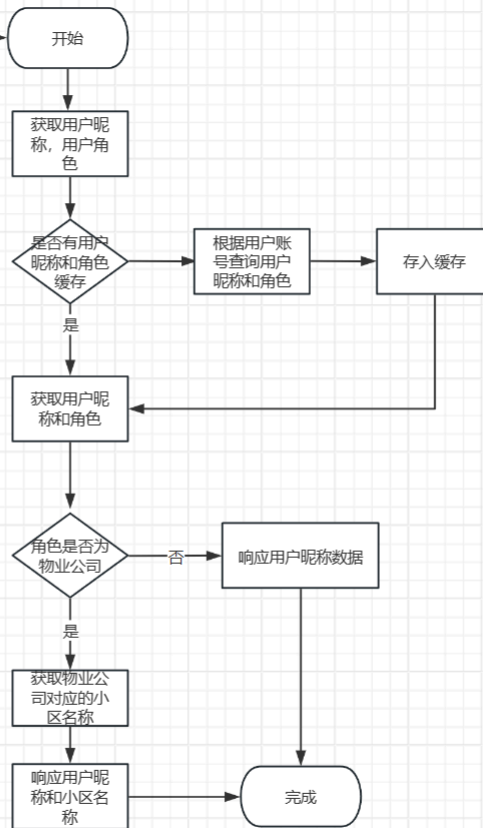 开始
获取用户昵
称，用户角
色
是否有用户
昵称和角色
缓存
根据用户账
号查询用户
昵称和角色
存入缓存
是
获取用户昵
称和角色
角色是否为
物业公司
否
响应用户昵称数据
是
获取物业公
司对应的小
区名称
响应用户昵
称和小区名
称
完成